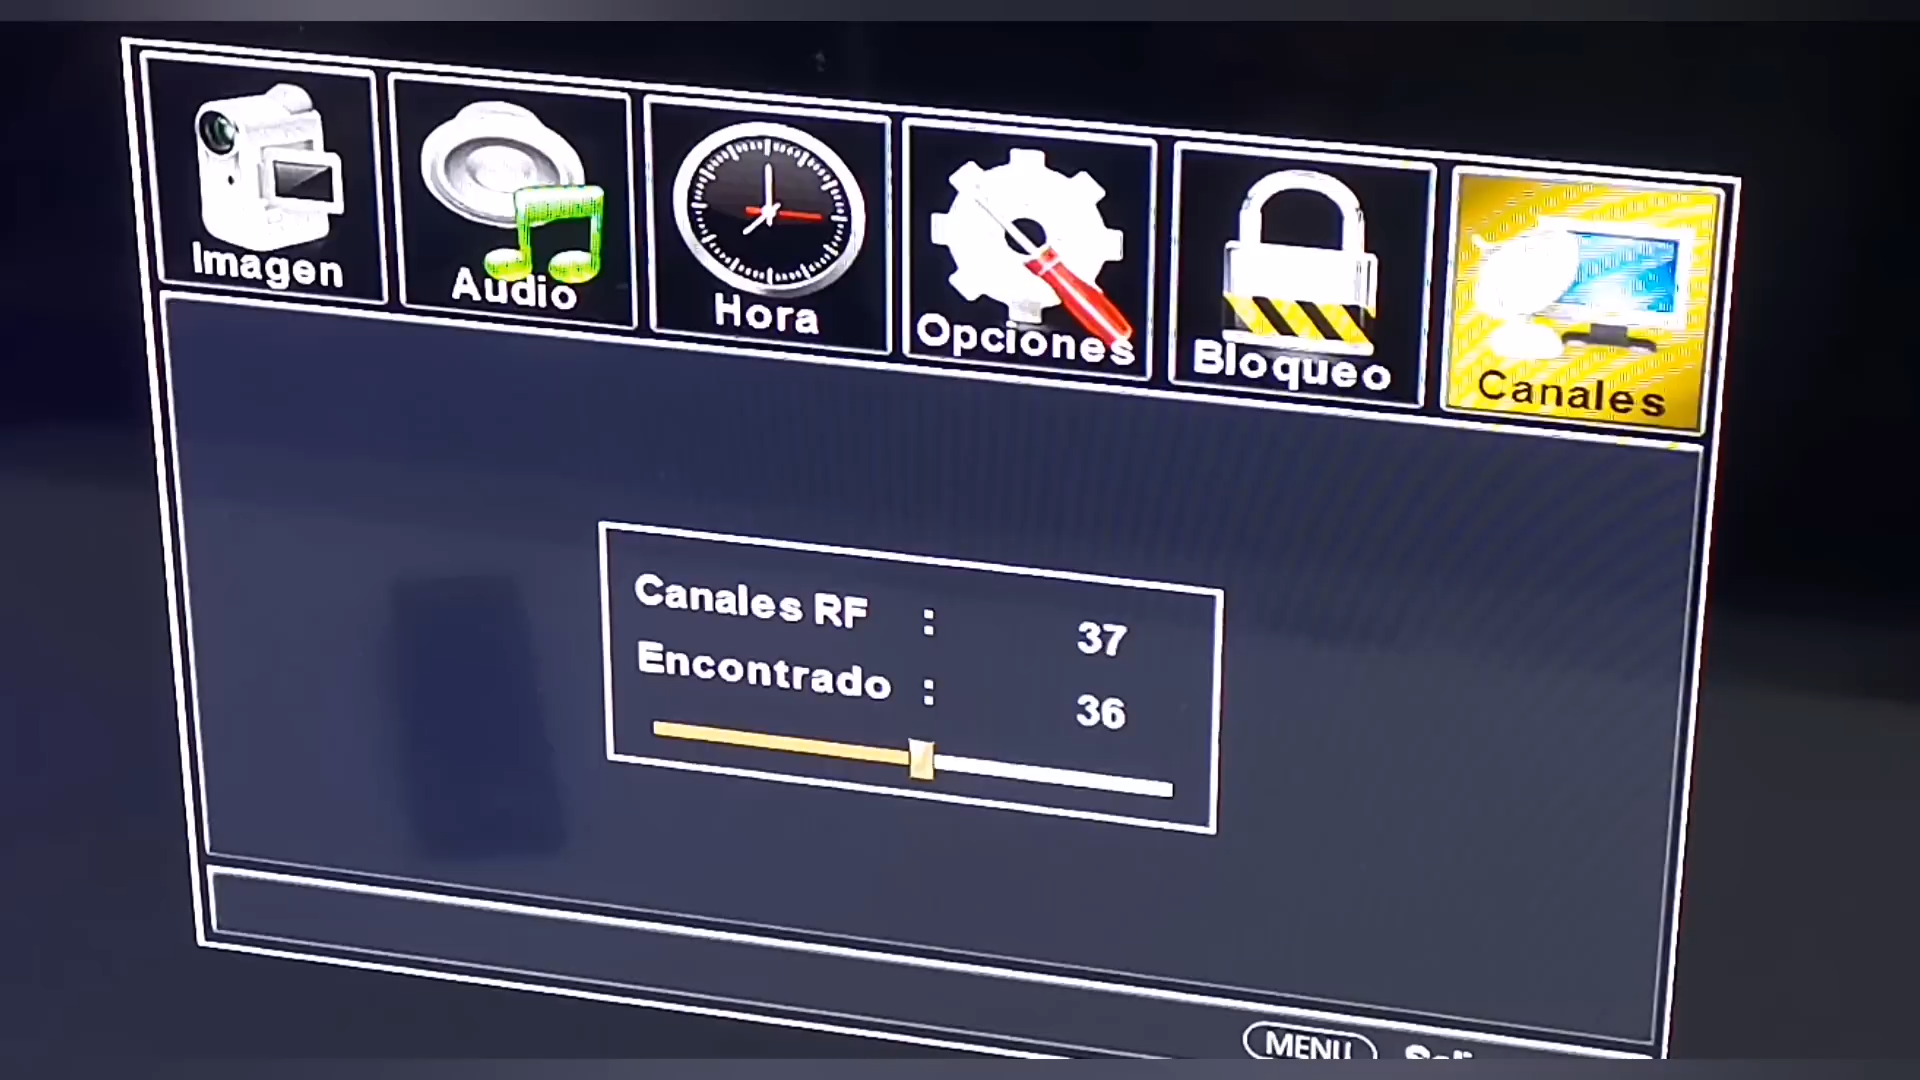 Imagen
Audio
Hora
Opciones
Bloqueo
Canales
Canales RF : 37
Encontrado : 36
MENU